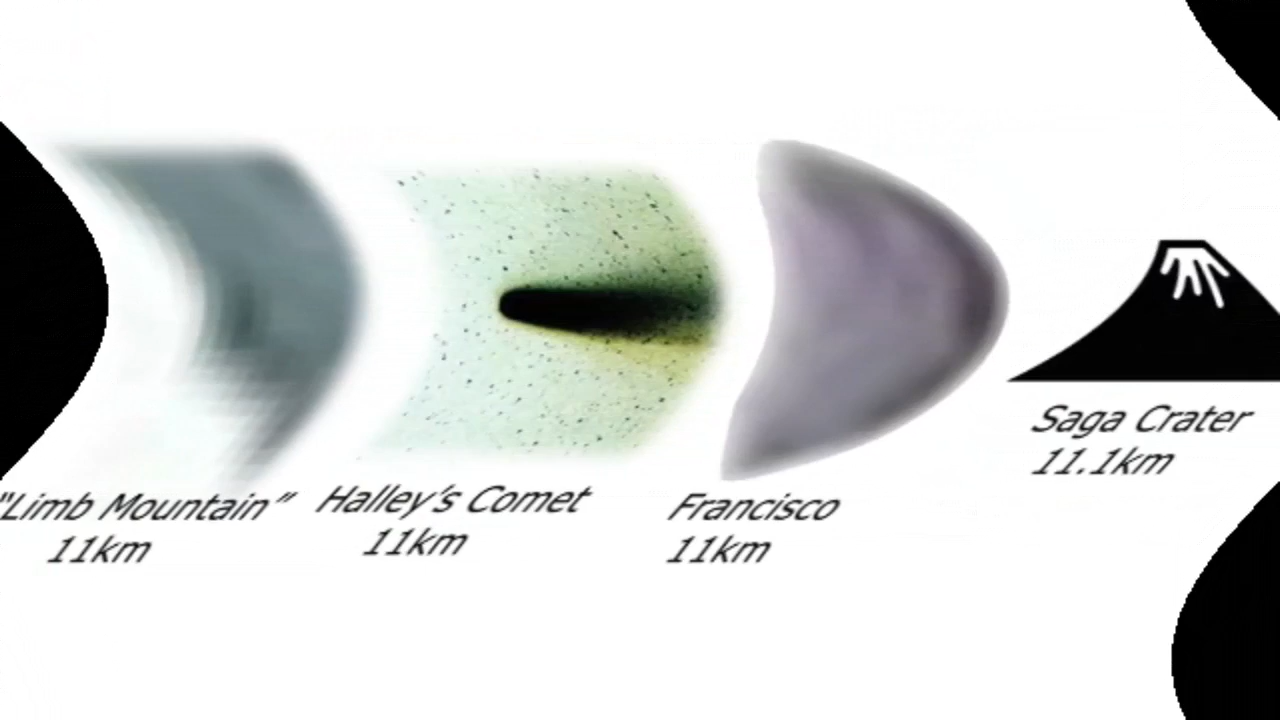 "Limb Mountain”
11km
Halley’s Comet
11km
Francisco
11km
Saga Crater
11.1km